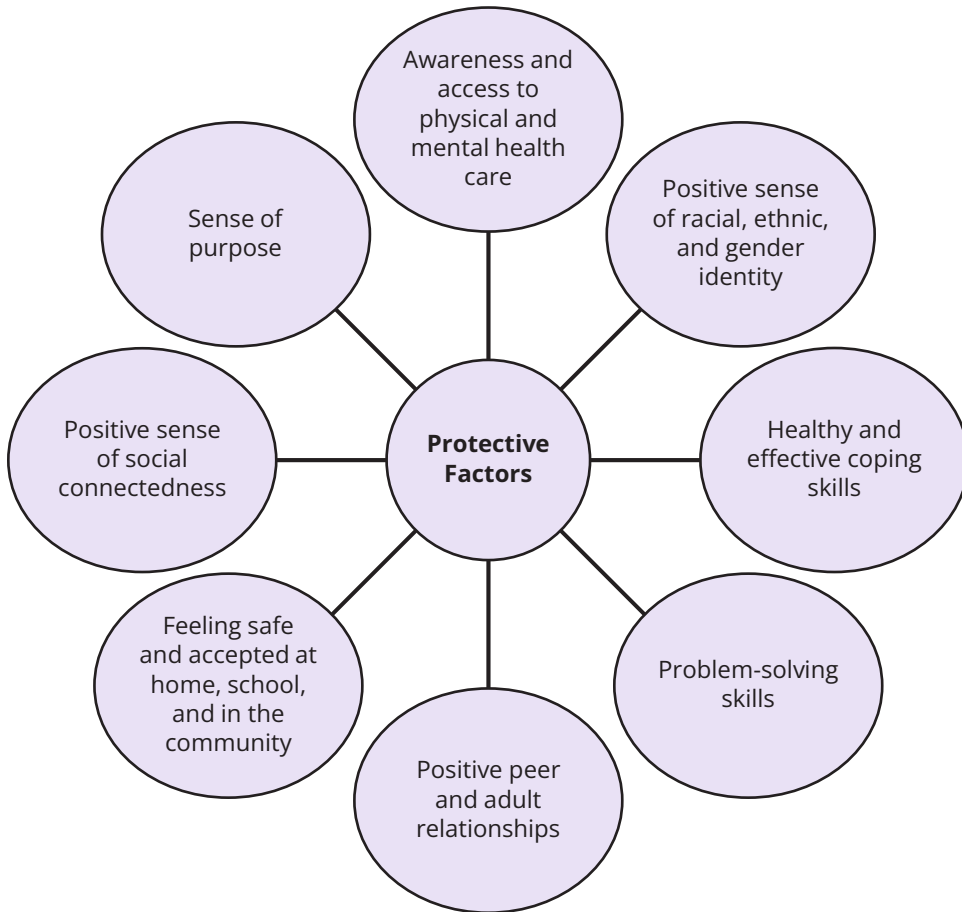 Awareness and
access to
physical and
mental health
care
Positive sense
of racial, ethnic,
and gender
identity
Healthy and
effective coping
skills
Problem-solving
skills
Positive peer
and adult
relationships
Feeling safe
and accepted at
home, school,
and in the
community
Positive sense
of social
connectedness
Sense of
purpose
Protective
Factors